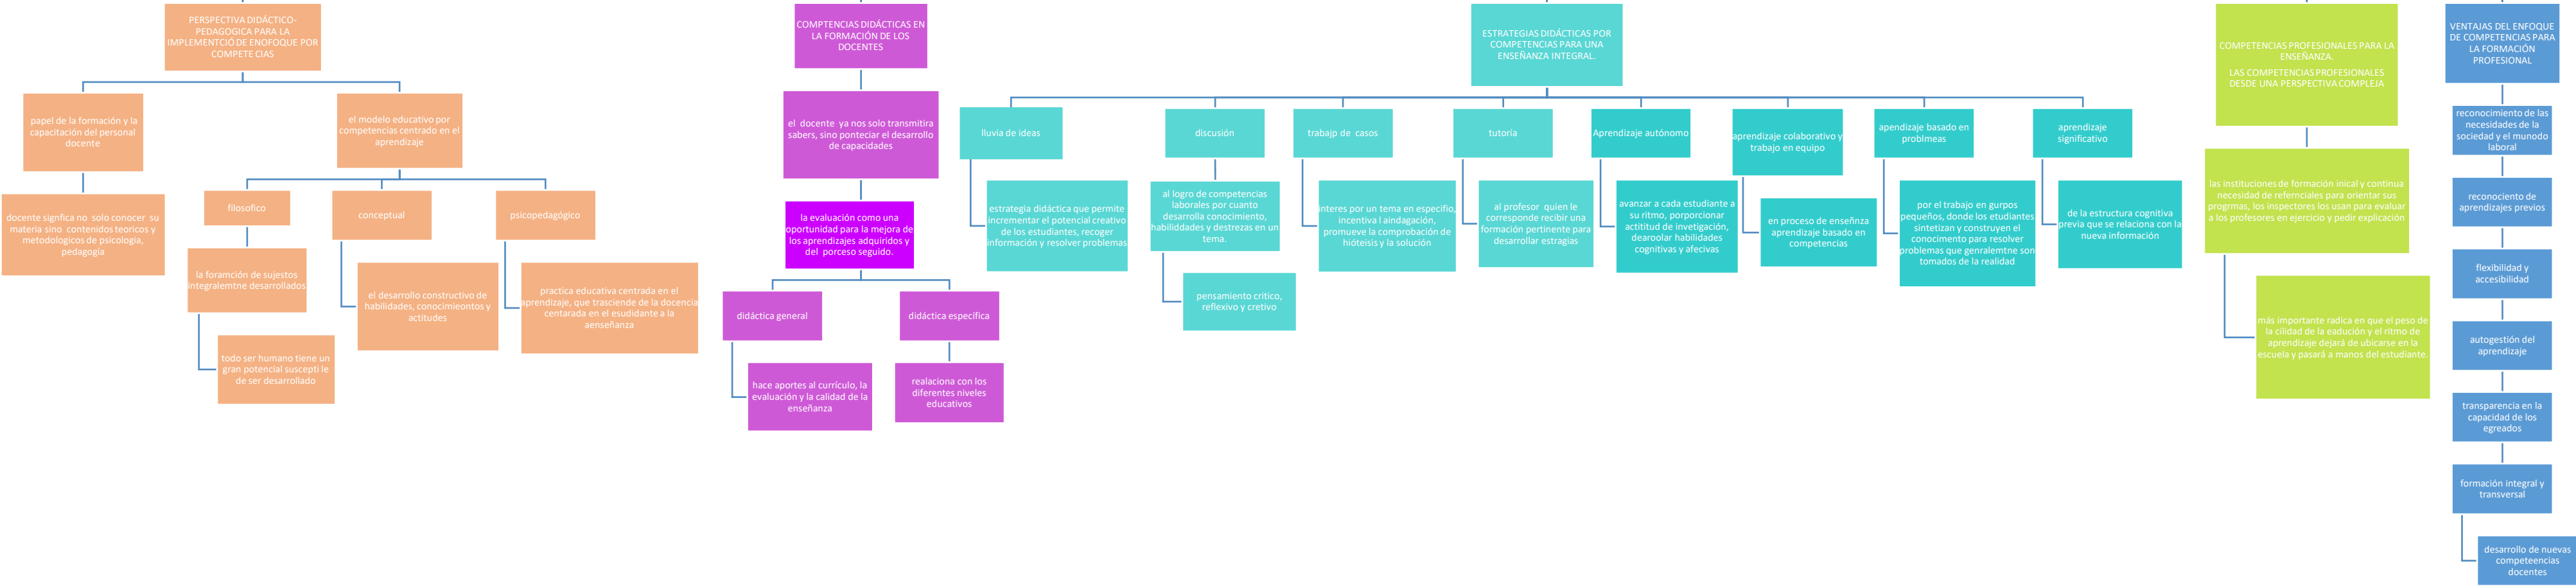 PERSPECTIVA DIDÁCTICO-
PEDAGOGICA PARA LA
IMPLEMENTCIÓ DE ENOFOQUE POR
COMPETE CIAS
papel de la formación y la
capacitación del personal
docente
docente signfica no  solo conocer  su
materia sino  contenidos teoricos y
metodologicos de psicologia,
pedagogía
el modelo educativo por
competencias centrado en el
aprendizaje
filosofico
la foramción de sujestos
integralemtne desarrollados
todo ser humano tiene un
gran potencial suscepti le
de ser desarrollado
conceptual
el desarrollo constructivo de
habilidades, conocimieontos y
actitudes
psicopedagógico
practica educativa centrada en el
aprendizaje, que trasciende de la docencia
centarada en el esudidante a la
aenseñanza
COMPTENCIAS DIDÁCTICAS EN
LA FORMACIÓN DE LOS
DOCENTES
el  docente  ya nos solo transmitira
sabers, sino ponteciar el desarrollo
de capacidades
la evaluación como una
oportunidad para la mejora de
los aprendizajes adquiridos y
del  porceso seguido.
didáctica general
hace aportes al currículo, la
evaluación y la calidad de la
enseñanza
didáctica específica
realaciona con los
diferentes niveles
educativos
ESTRATEGIAS DIDÁCTICAS POR
COMPETENCIAS PARA UNA
ENSEÑANZA INTEGRAL.
lluvia de ideas
estrategia didáctica que permite
incrementar el potencial creativo
de los estudiantes, recoger
información y resolver problemas
discusión
al logro de competencias
laborales por cuanto
desarrolla conocimiento,
habilidddades y destrezas en un
tema.
pensamiento critico,
reflexivo y cretivo
trabajp de  casos
interes por un tema en especifio,
incentiva l aindagación,
promueve la comprobación de
hióteisis y la solución
tutoría
al profesor  quien le
corresponde recibir una
formación pertinente para
desarrollar estragias
Aprendizaje autónomo
avranzar a cada estudiante a
su ritmo, porporcionar
actititud de invetigación,
dearoolar habilidades
cognitivas y afecivas
aprendizaje colaborativo y
trabajo en equipo
en proceso de enseñnza
aprendizaje basado en
competencias
apendizaje basado en
problmeas
por el trabajo en gurpos
pequeños, donde los etudiantes
sintetizan y construyen el
conocimiento para resolver
problemas que genralemtne son
tomados de la realidad
aprendizaje
significativo
de la estructura cognitiva
previa que se relaciona con la
nueva información
COMPETENCIAS PROFESIONALES PARA LA
ENSEÑANZA.
LAS COMPETENCIAS PROFESIONALES
DESDE UNA PERSPECTIVA COMPLEJA
las instituciones de formación inical y continua
necesidad de refernciales para orientar sus
progrmas, los inspectores los usan para evaluar
a los profesores en ejercicio y pedir explicación
más importante radica en que el peso de
la cilidad de la eadución y el ritmo de
aprendizaje dejará de ubicarse en la
escuela y pasará a manos del estudiante.
VENTAJAS DEL ENFOQUE
DE COMPETENCIAS PARA
LA FORMACIÓN
PROFESIONAL
reconocimiento de las
necesidades de la
sociedad y el munodo
laboral
reconociento de
aprendizajes previos
flexibilidad y
accesibilidad
autogestión del
aprendizaje
transparencia en la
capacidad de los
egreados
formación integral y
transversal
desarrollo de nuevas
competeencias
docentes